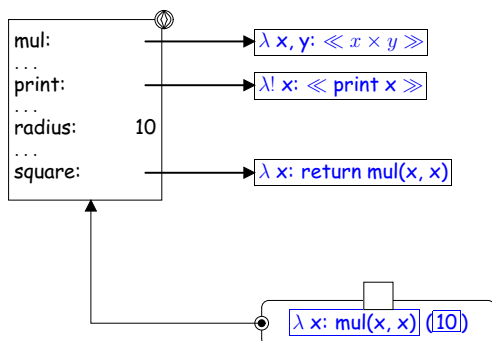 mul: λ x, y: ≪ x × y ≫
. . .
print: λ! x: ≪ print x ≫
. . .
radius: 10
. . .
square: λ x: return mul(x, x)
λ x: mul(x, x) (10)